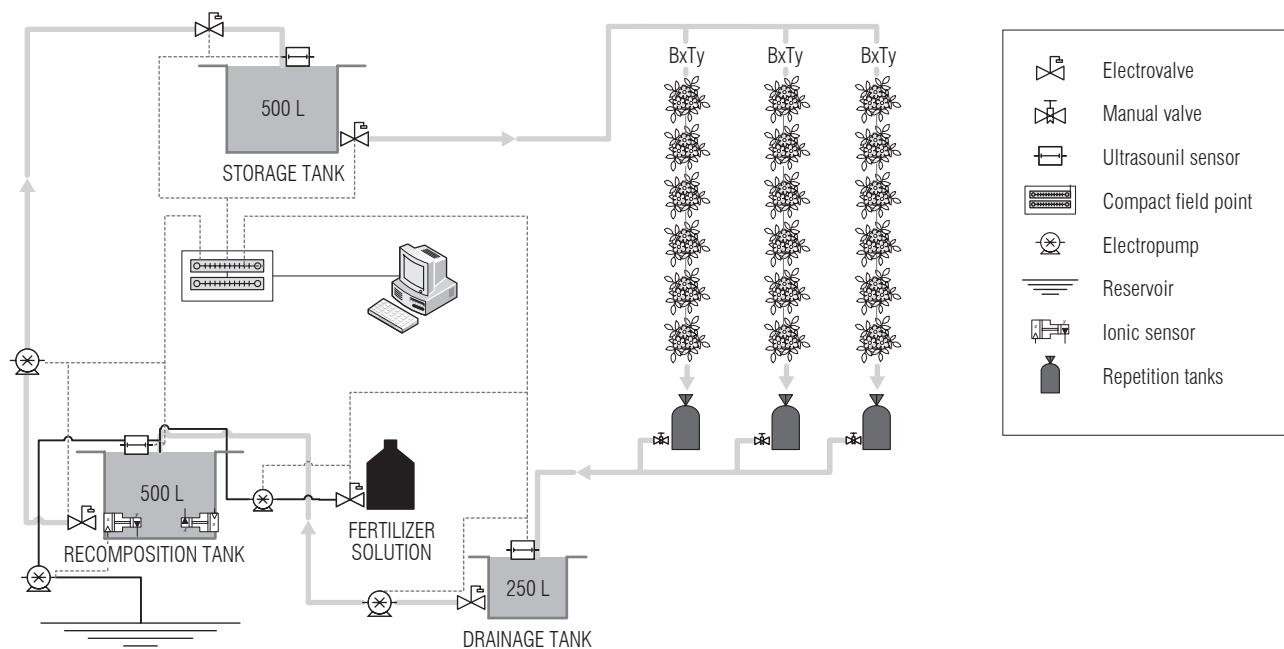 500 L
STORAGE TANK
BxTy
BxTy
BxTy
500 L
RECOMPOSITION TANK
FERTILIZER
SOLUTION
250 L
DRAINAGE TANK
Electrovalve
Manual valve
Ultrasounil sensor
Compact field point
Electropump
Reservoir
Ionic sensor
Repetition tanks